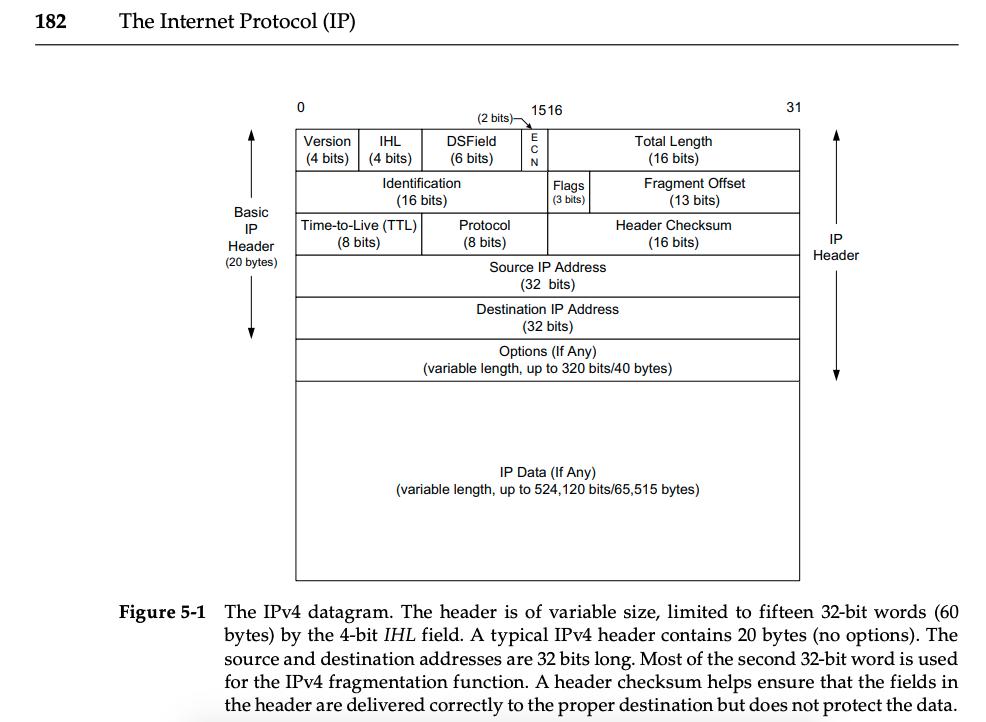 182 The Internet Protocol (IP)
0 1516 31
(2 bits)
Version IHL DSField E C N Total Length
(4 bits) (4 bits) (6 bits) (16 bits)
Identification Flags Fragment Offset
(16 bits) (3 bits) (13 bits)
Time-to-Live (TTL) Protocol Header Checksum
(8 bits) (8 bits) (16 bits)
Source IP Address
(32 bits)
Destination IP Address
(32 bits)
Options (If Any)
(variable length, up to 320 bits/40 bytes)
IP Data (If Any)
(variable length, up to 524,120 bits/65,515 bytes)
Basic
IP
Header
(20 bytes)
IP
Header
Figure 5-1 The IPv4 datagram. The header is of variable size, limited to fifteen 32-bit words (60
bytes) by the 4-bit IHL field. A typical IPv4 header contains 20 bytes (no options). The
source and destination addresses are 32 bits long. Most of the second 32-bit word is used
for the IPv4 fragmentation function. A header checksum helps ensure that the fields in
the header are delivered correctly to the proper destination but does not protect the data.